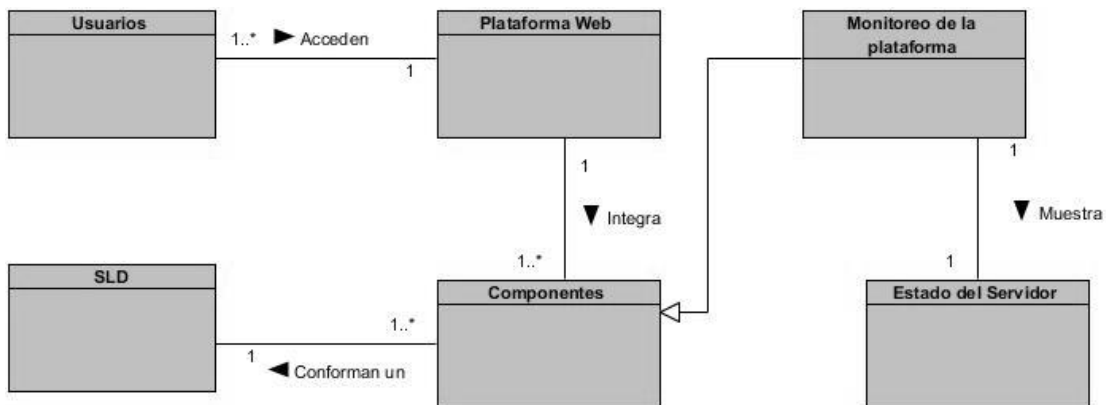 Usuarios
1..* ► Acceden
1
Plataforma Web
Monitoreo de la
plataforma
1
▼ Integra
1..*
1
▼ Muestra
1
SLD
1
◄ Conforman un
1..*
Componentes
Estado del Servidor